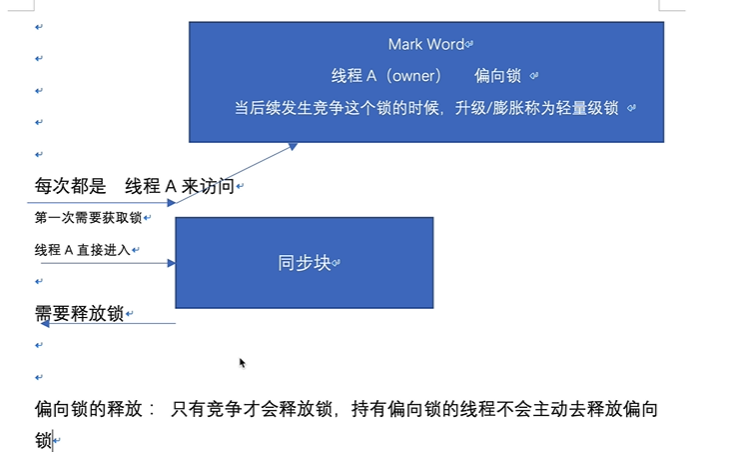 Mark Word
线程 A（owner） 偏向锁
当后续发生竞争这个锁的时候，升级/膨胀称为轻量级锁
每次都是 线程 A 来访问
第一次需要获取锁
线程 A 直接进入
同步块
需要释放锁
偏向锁的释放： 只有竞争才会释放锁，持有偏向锁的线程不会主动去释放偏向
锁